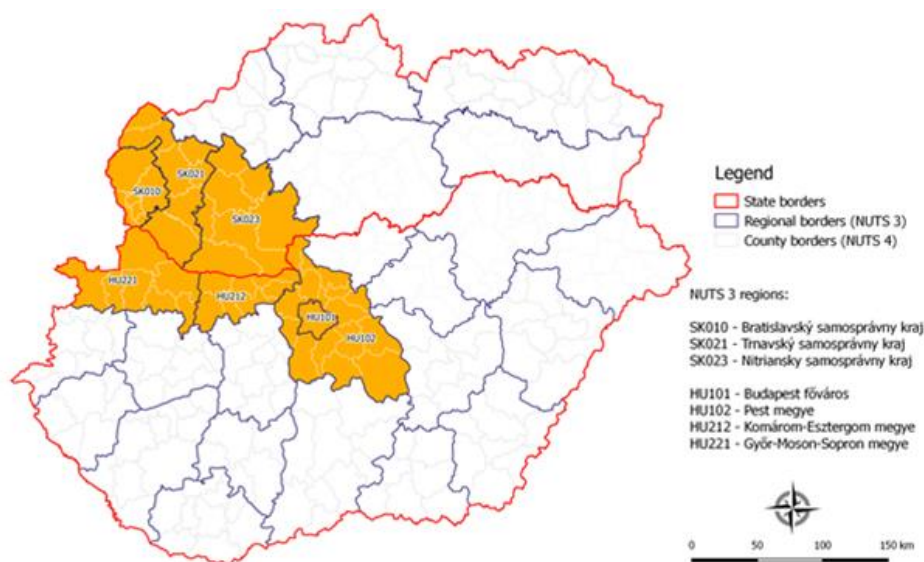 SK010
SK021
SK023
HU221
HU212
HU101
HU102
Legend
State borders
Regional borders (NUTS 3)
County borders (NUTS 4)
NUTS 3 regions:
SK010 - Bratislavský samosprávny kraj
SK021 - Trnavský samosprávny kraj
SK023 - Nitriansky samosprávny kraj
HU101 - Budapest főváros
HU102 - Pest megye
HU212 - Komárom-Esztergom megye
HU221 - Győr-Moson-Sopron megye
0 50 100 150 km